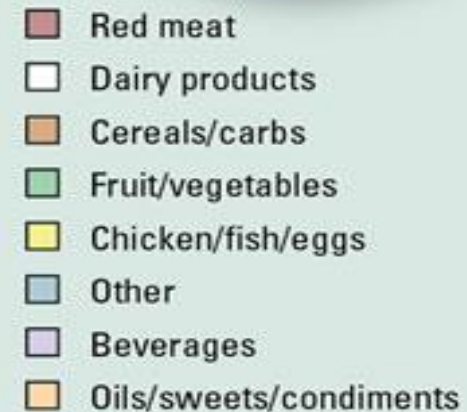 Red meat
Dairy products
Cereals/carbs
Fruit/vegetables
Chicken/fish/eggs
Other
Beverages
Oils/sweets/condiments